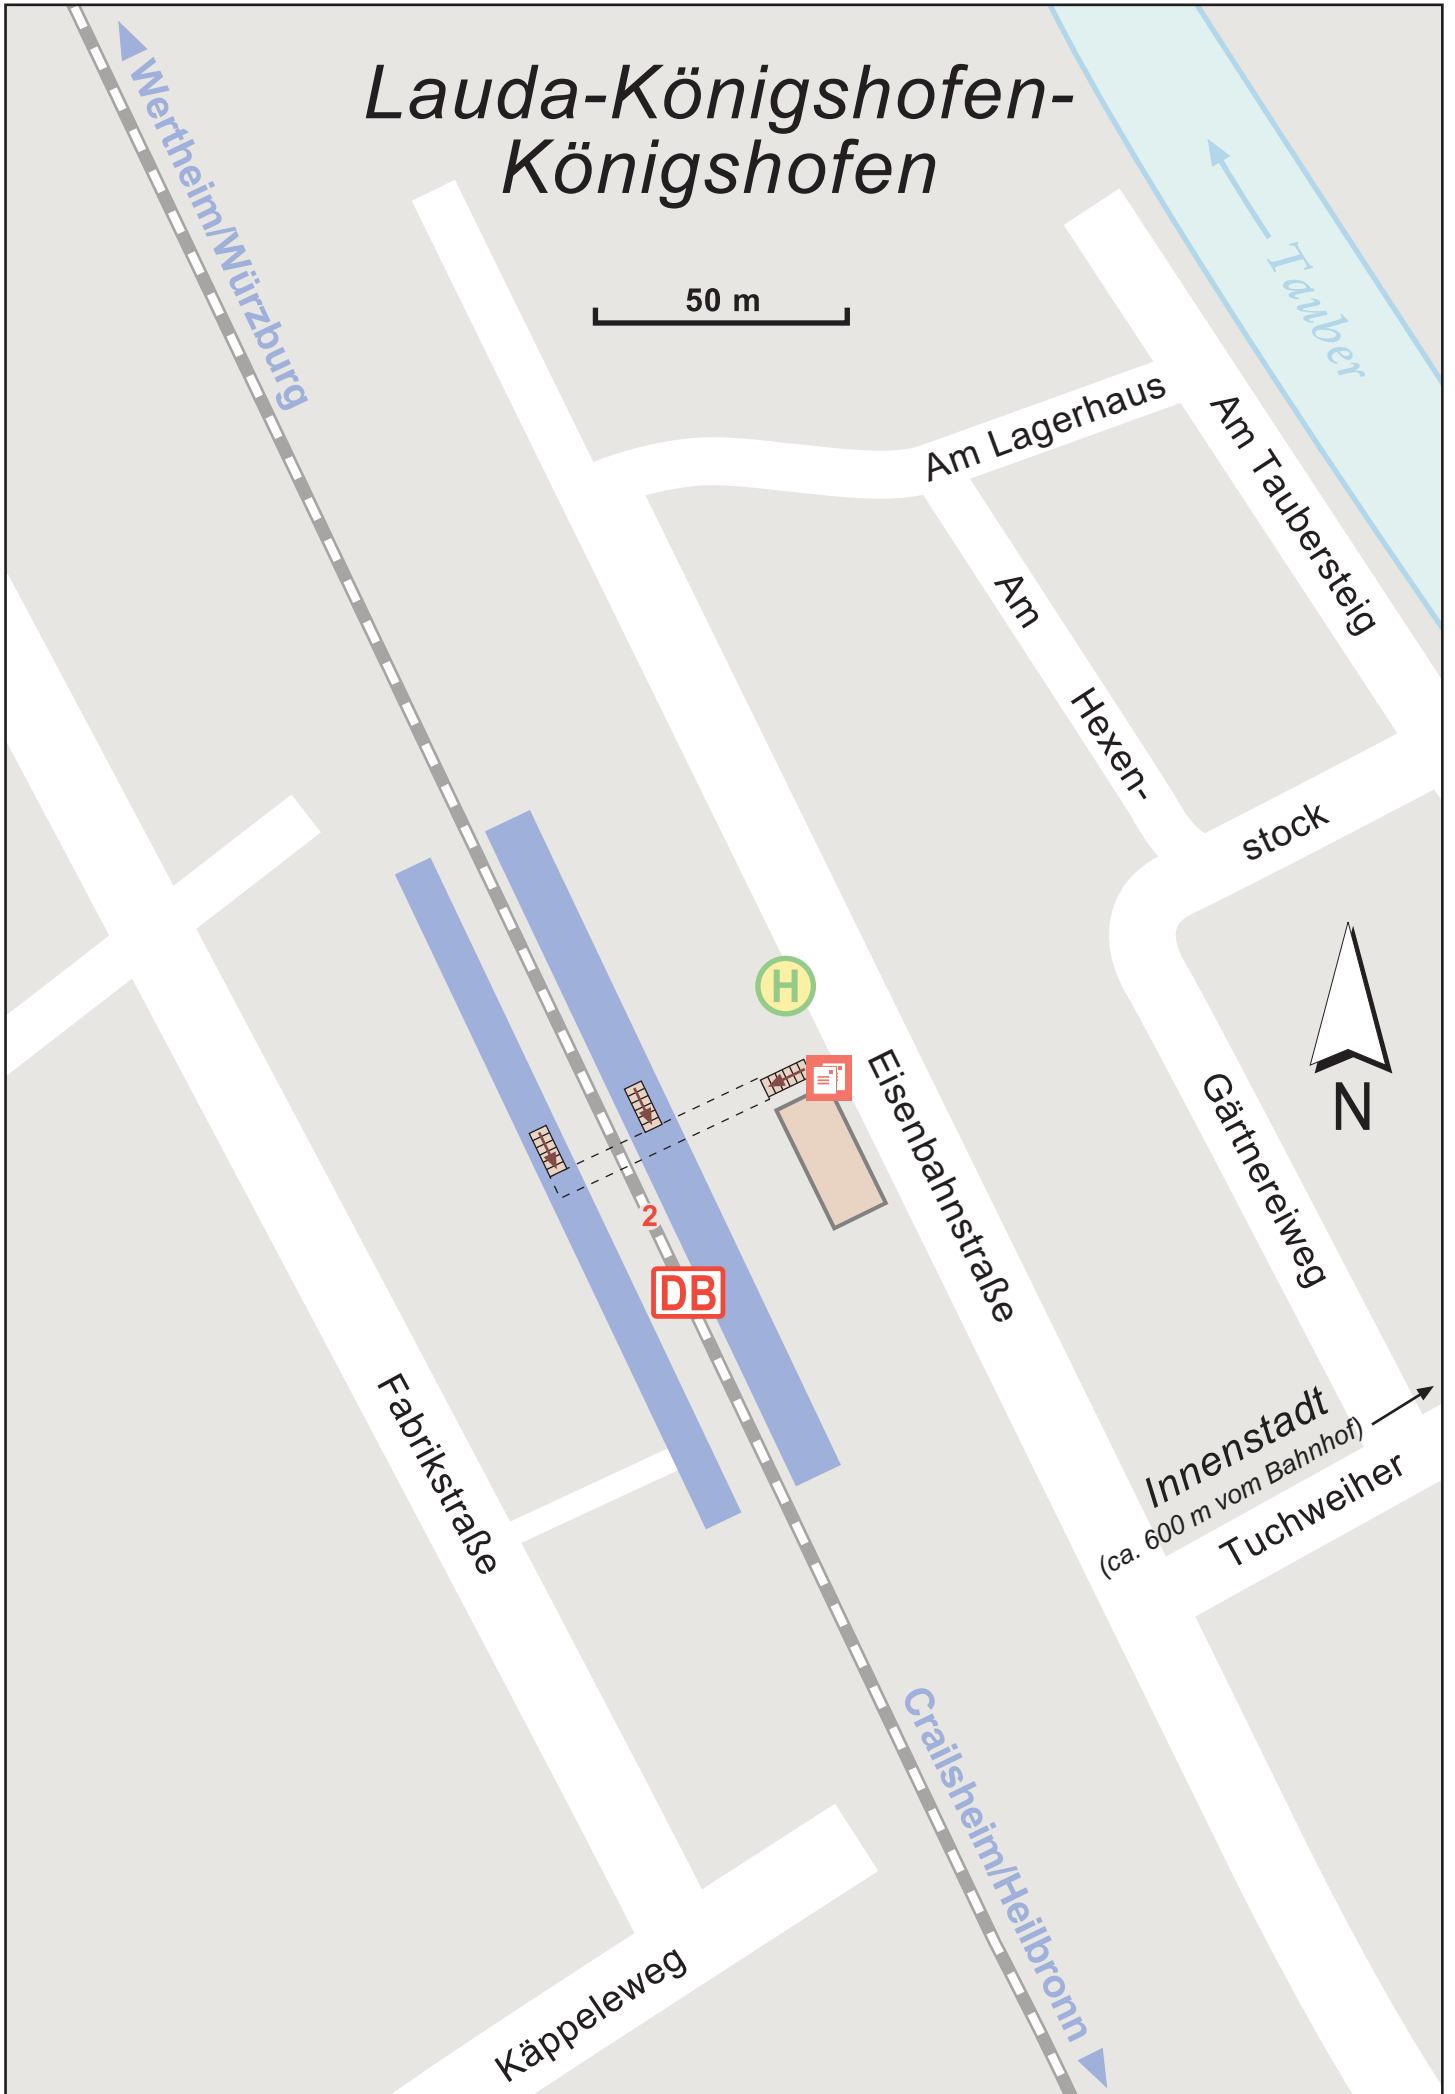 Lauda-Königshofen-
Königshofen
Wertheim/Würzburg
50 m
Tauber
Am Lagerhaus
Am Taubersteig
Am
Hexen-
stock
H
N
Eisenbahnstraße
Gärtnereiweg
2
DB
Fabrikstraße
Innenstadt
(ca. 600 m vom Bahnhof)
Tuchweiher
Crailsheim/Heilbronn
Käppeleweg